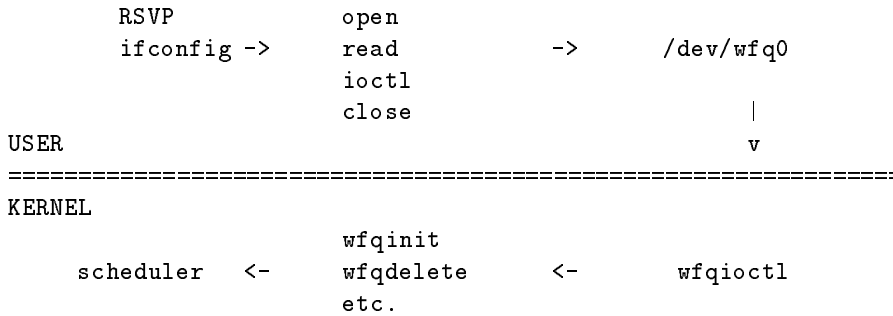 RSVP open
ifconfig -> read -> /dev/wfq0
ioctl
close |
USER v
================================================================
KERNEL
wfqinit
scheduler <- wfqdelete <- wfqioctl
etc.